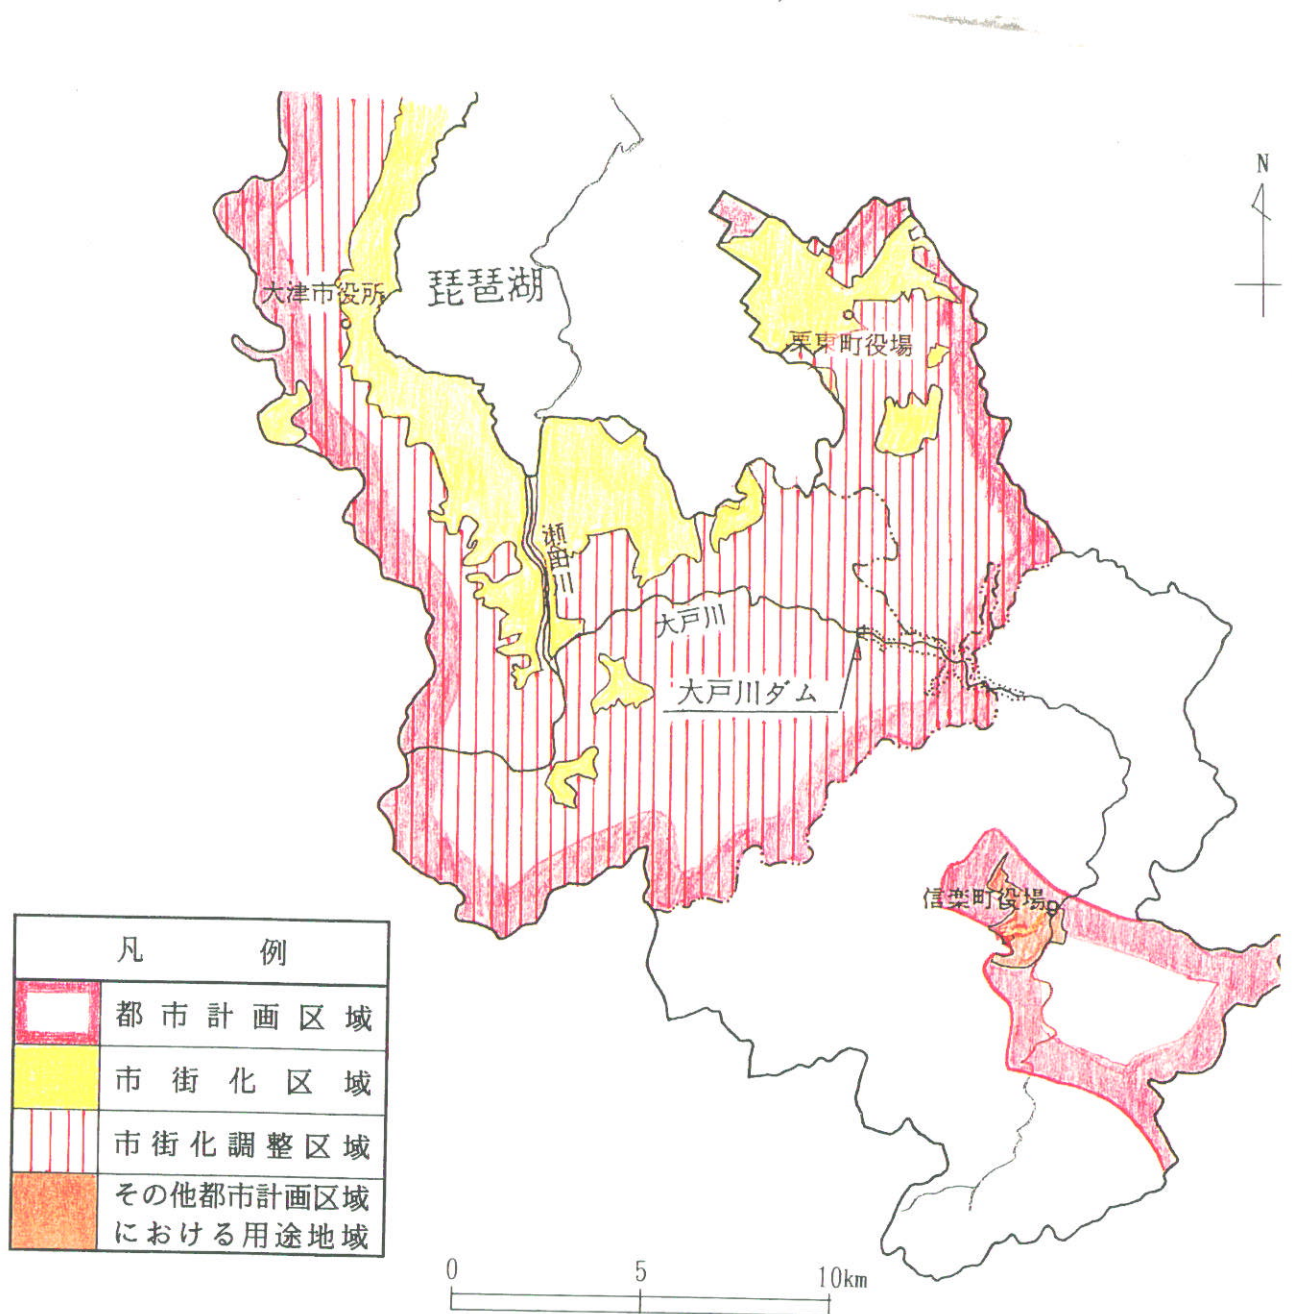 N
大津市役所
琵琶湖
栗東町役場
瀬田川
大戸川
大戸川ダム
信楽町役場
凡例
都市計画区域
市街化区域
市街化調整区域
その他都市計画区域
における用途地域
0 5 10km